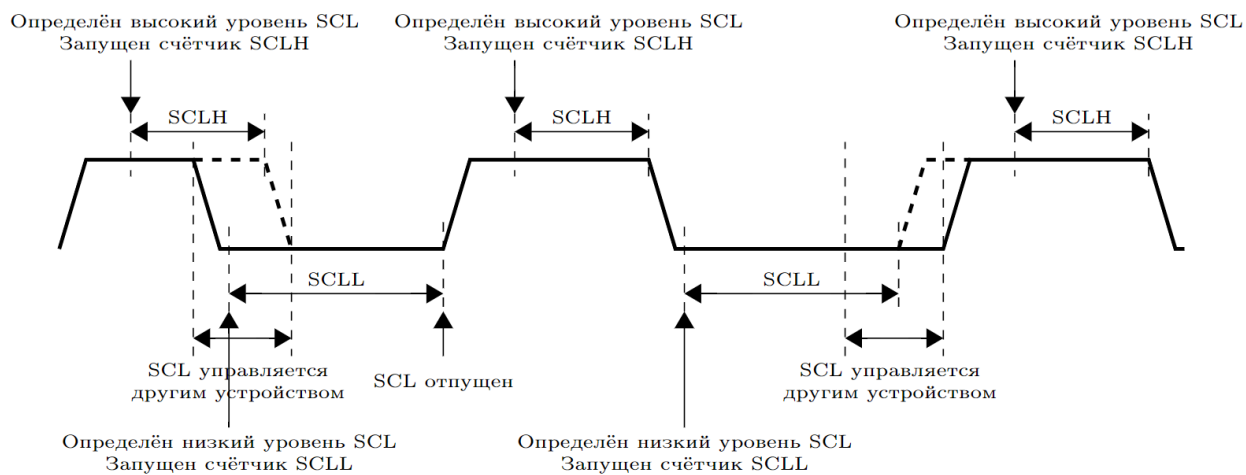 Определён высокий уровень SCL
Запущен счётчик SCLH
Определён высокий уровень SCL
Запущен счётчик SCLH
Определён высокий уровень SCL
Запущен счётчик SCLH
SCLH
SCLH
SCLH
SCLL
SCLL
SCL управляется
другим устройством
SCL отпущен
SCL управляется
другим устройством
Определён низкий уровень SCL
Запущен счётчик SCLL
Определён низкий уровень SCL
Запущен счётчик SCLL